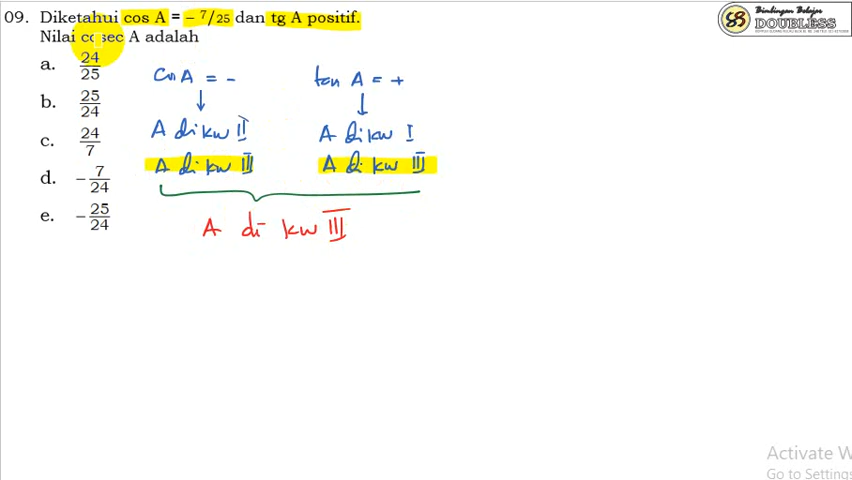 09. Diketahui cos A = – 7/25 dan tg A positif.
Nilai cosec A adalah
a. 24/25
b. 25/24
c. 24/7
d. –7/24
e. –25/24
cos A = –
tan A = +
↓
↓
A di kw II
A di kw I
A di kw III
A di kw III
A di kw III
Bimbingan Belajar
DOUBLESS
Activate W
Go to Settings